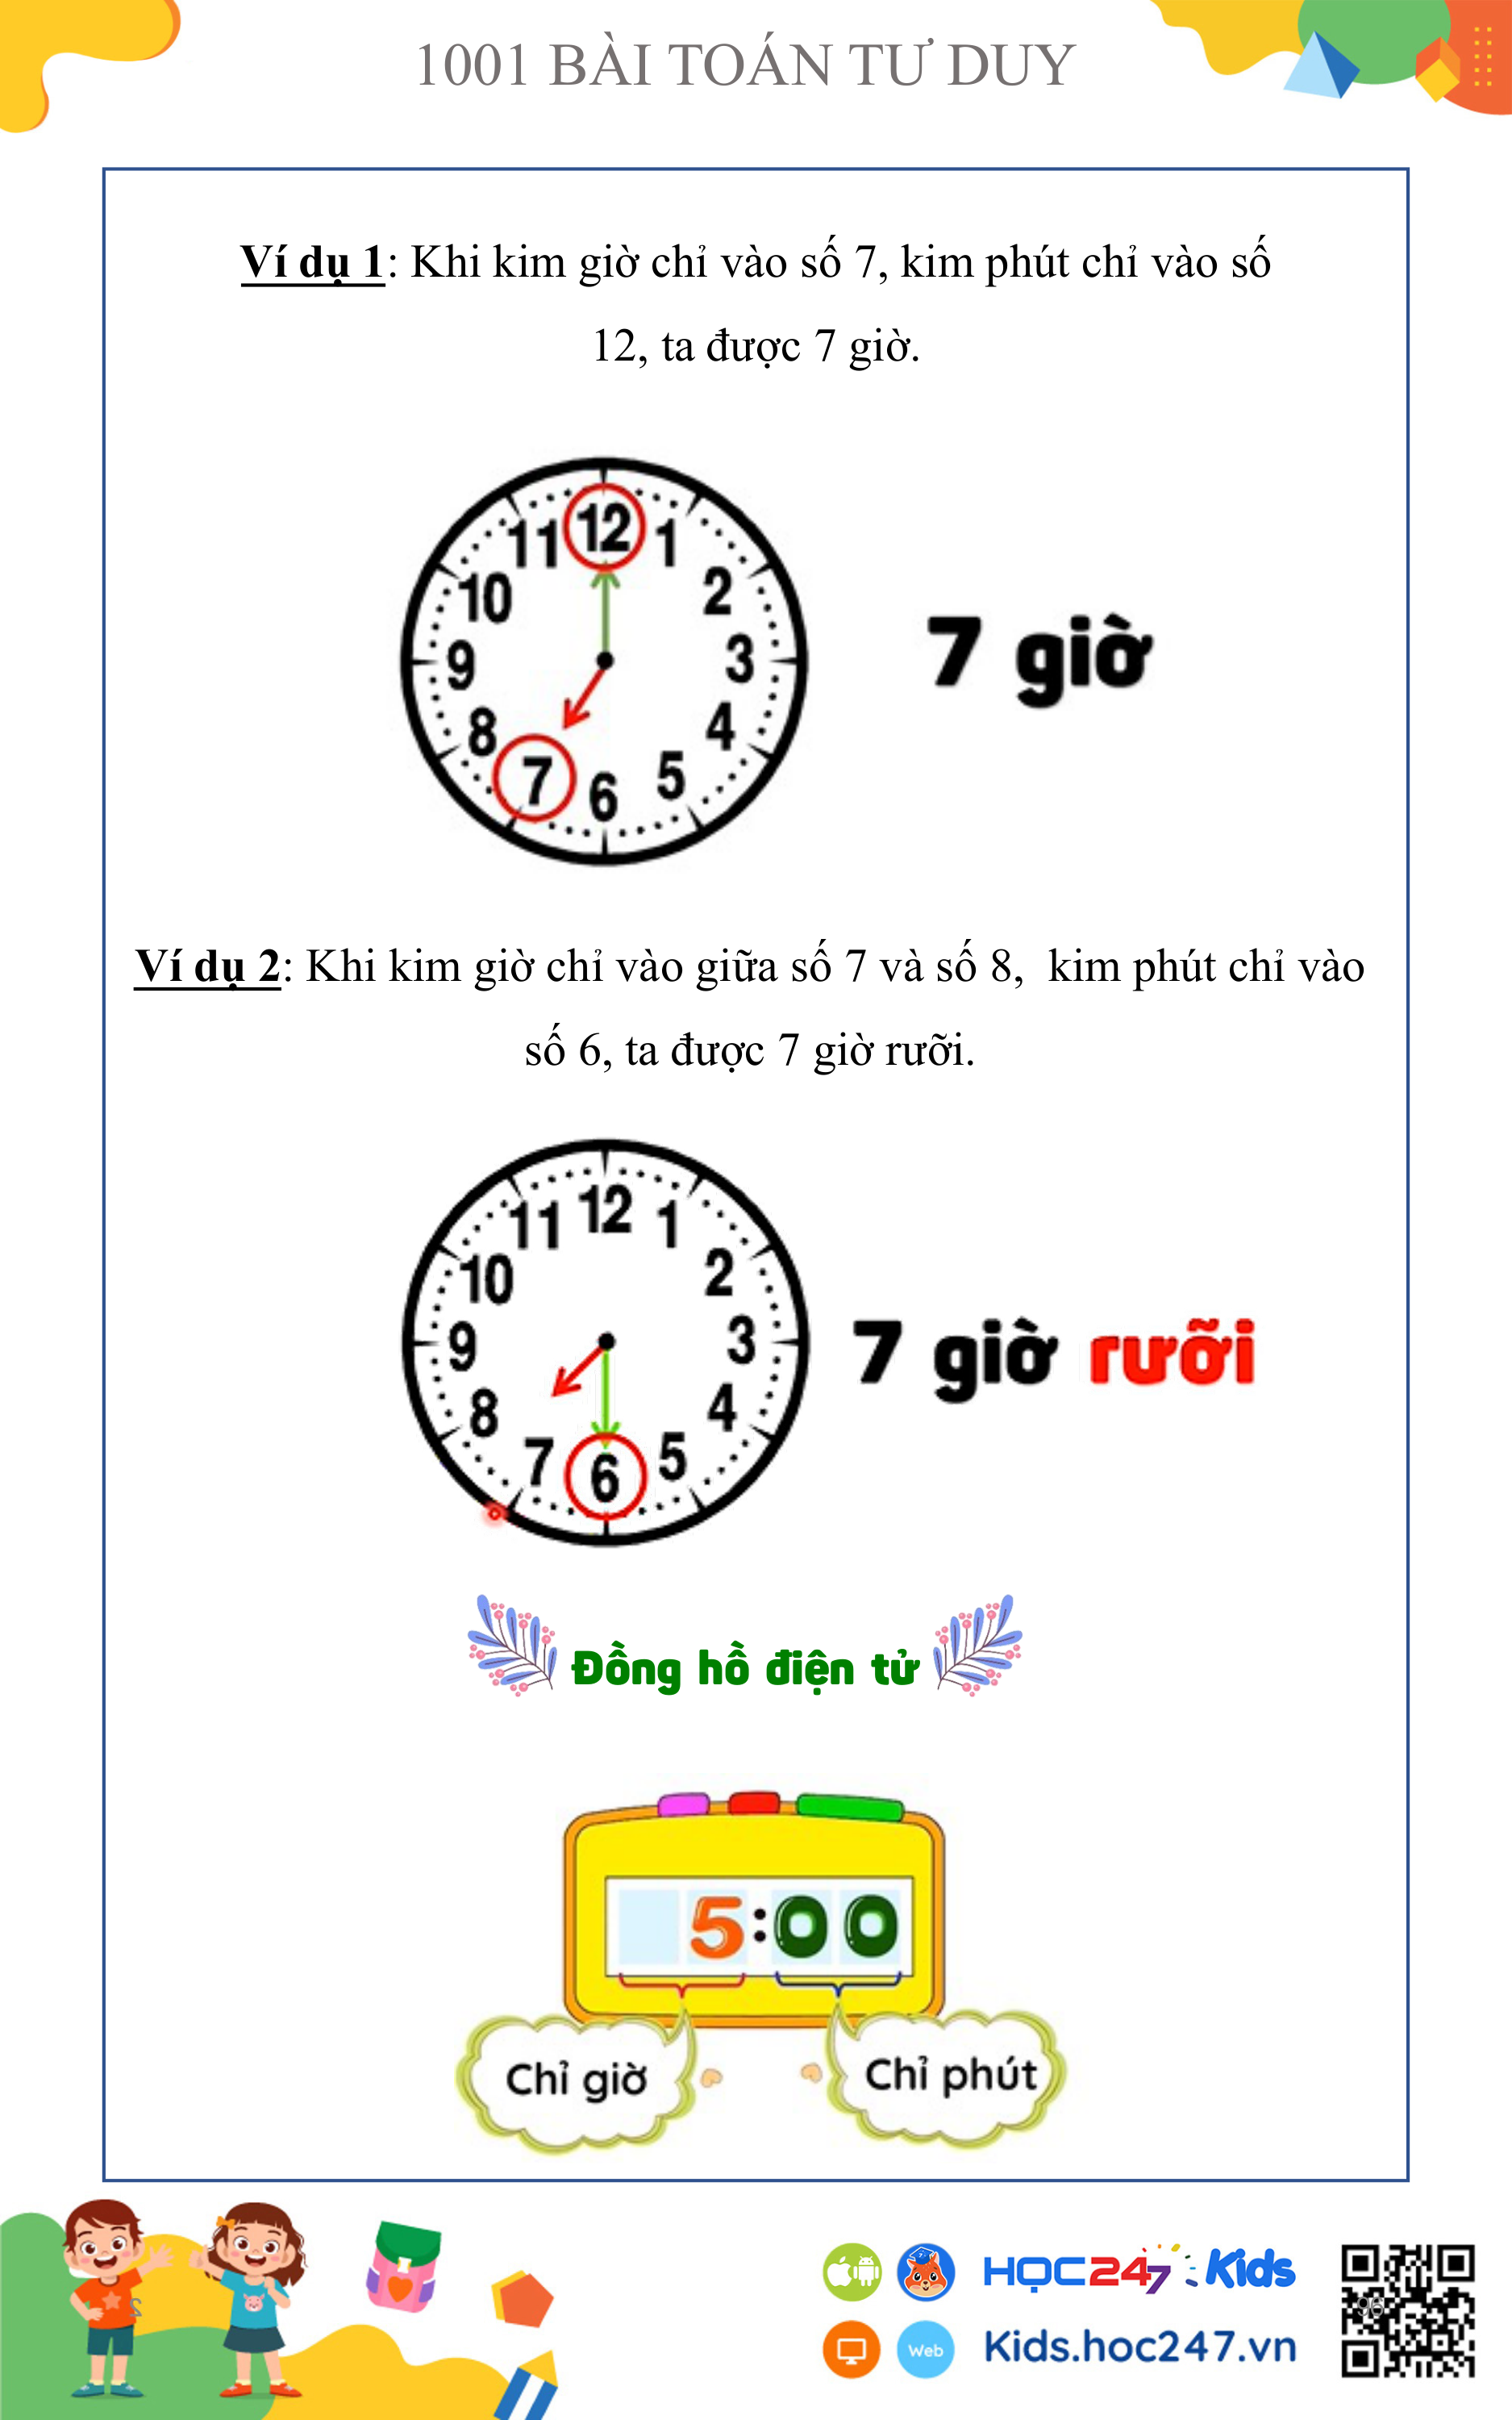 1001 BÀI TOÁN TƯ DUY
Ví dụ 1: Khi kim giờ chỉ vào số 7, kim phút chỉ vào số
12, ta được 7 giờ.
12
11 1
10 2
9 3
8 4
7 6 5
7 giờ
Ví dụ 2: Khi kim giờ chỉ vào giữa số 7 và số 8, kim phút chỉ vào
số 6, ta được 7 giờ rưỡi.
11 12 1
10 2
9 3
8 4
7 6 5
7 giờ rưỡi
Đồng hồ điện tử
5:00
Chỉ giờ
Chỉ phút
HỌC247 Kids
Web
Kids.hoc247.vn
96
2